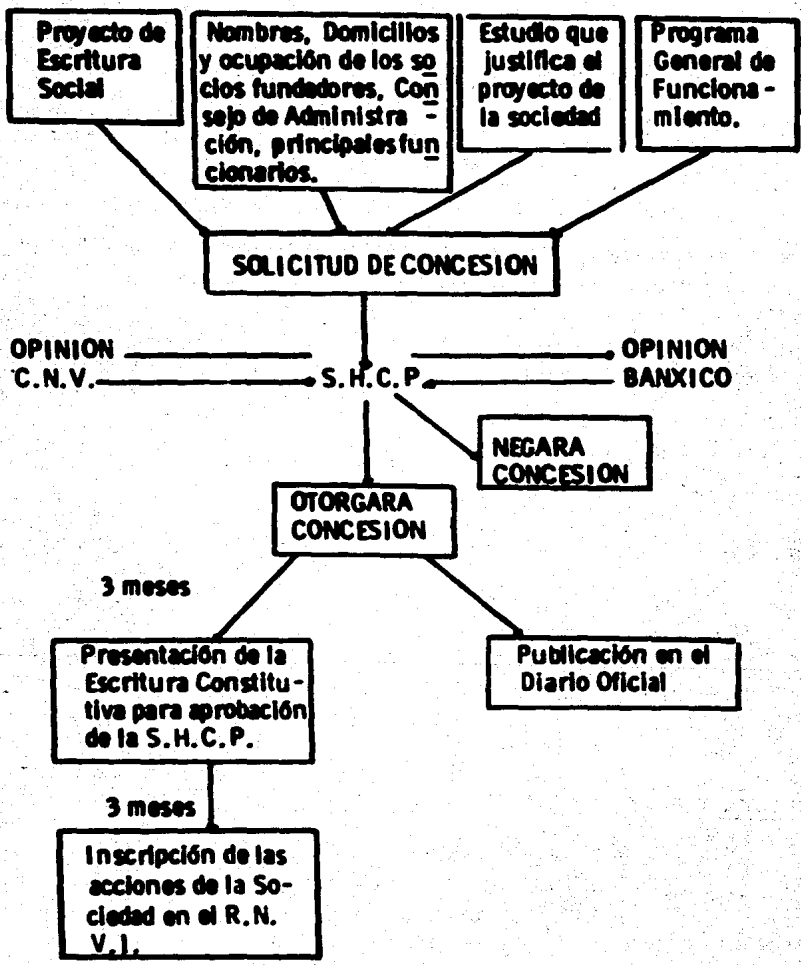 Proyecto de
Escritura
Social
Nombres, Domicilios
y ocupación de los so
cios fundadores, Con
sejo de Administra -
ción, principales fun
cionarios.
Estudio que
justifica el
proyecto de
la sociedad
Programa
General de
Funciona -
miento.
SOLICITUD DE CONCESION
OPINION
OPINION
C.N.V.
S.H.C.P.
BANXICO
NEGARA
CONCESION
OTORGARA
CONCESION
3 meses
Presentación de la
Escritura Constitu-
tiva para aprobación
de la S.H.C.P.
Publicación en el
Diario Oficial
3 meses
Inscripción de las
acciones de la So-
ciedad en el R.N.
V.I.